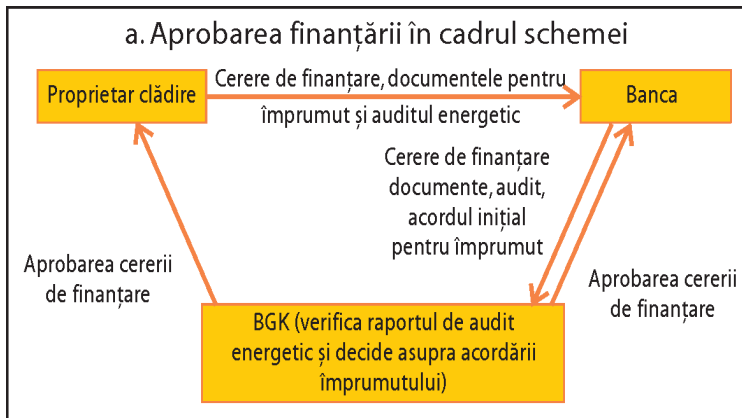 a. Aprobarea finanțării în cadrul schemei
Proprietar clădire
Cerere de finanțare, documentele pentru
împrumut și auditul energetic
Banca
Cerere de finanțare
documente, audit,
acordul inițial
pentru împrumut
Aprobarea cererii
de finanțare
Aprobarea cererii
de finanțare
BGK (verifica raportul de audit
energetic și decide asupra acordării
împrumutului)